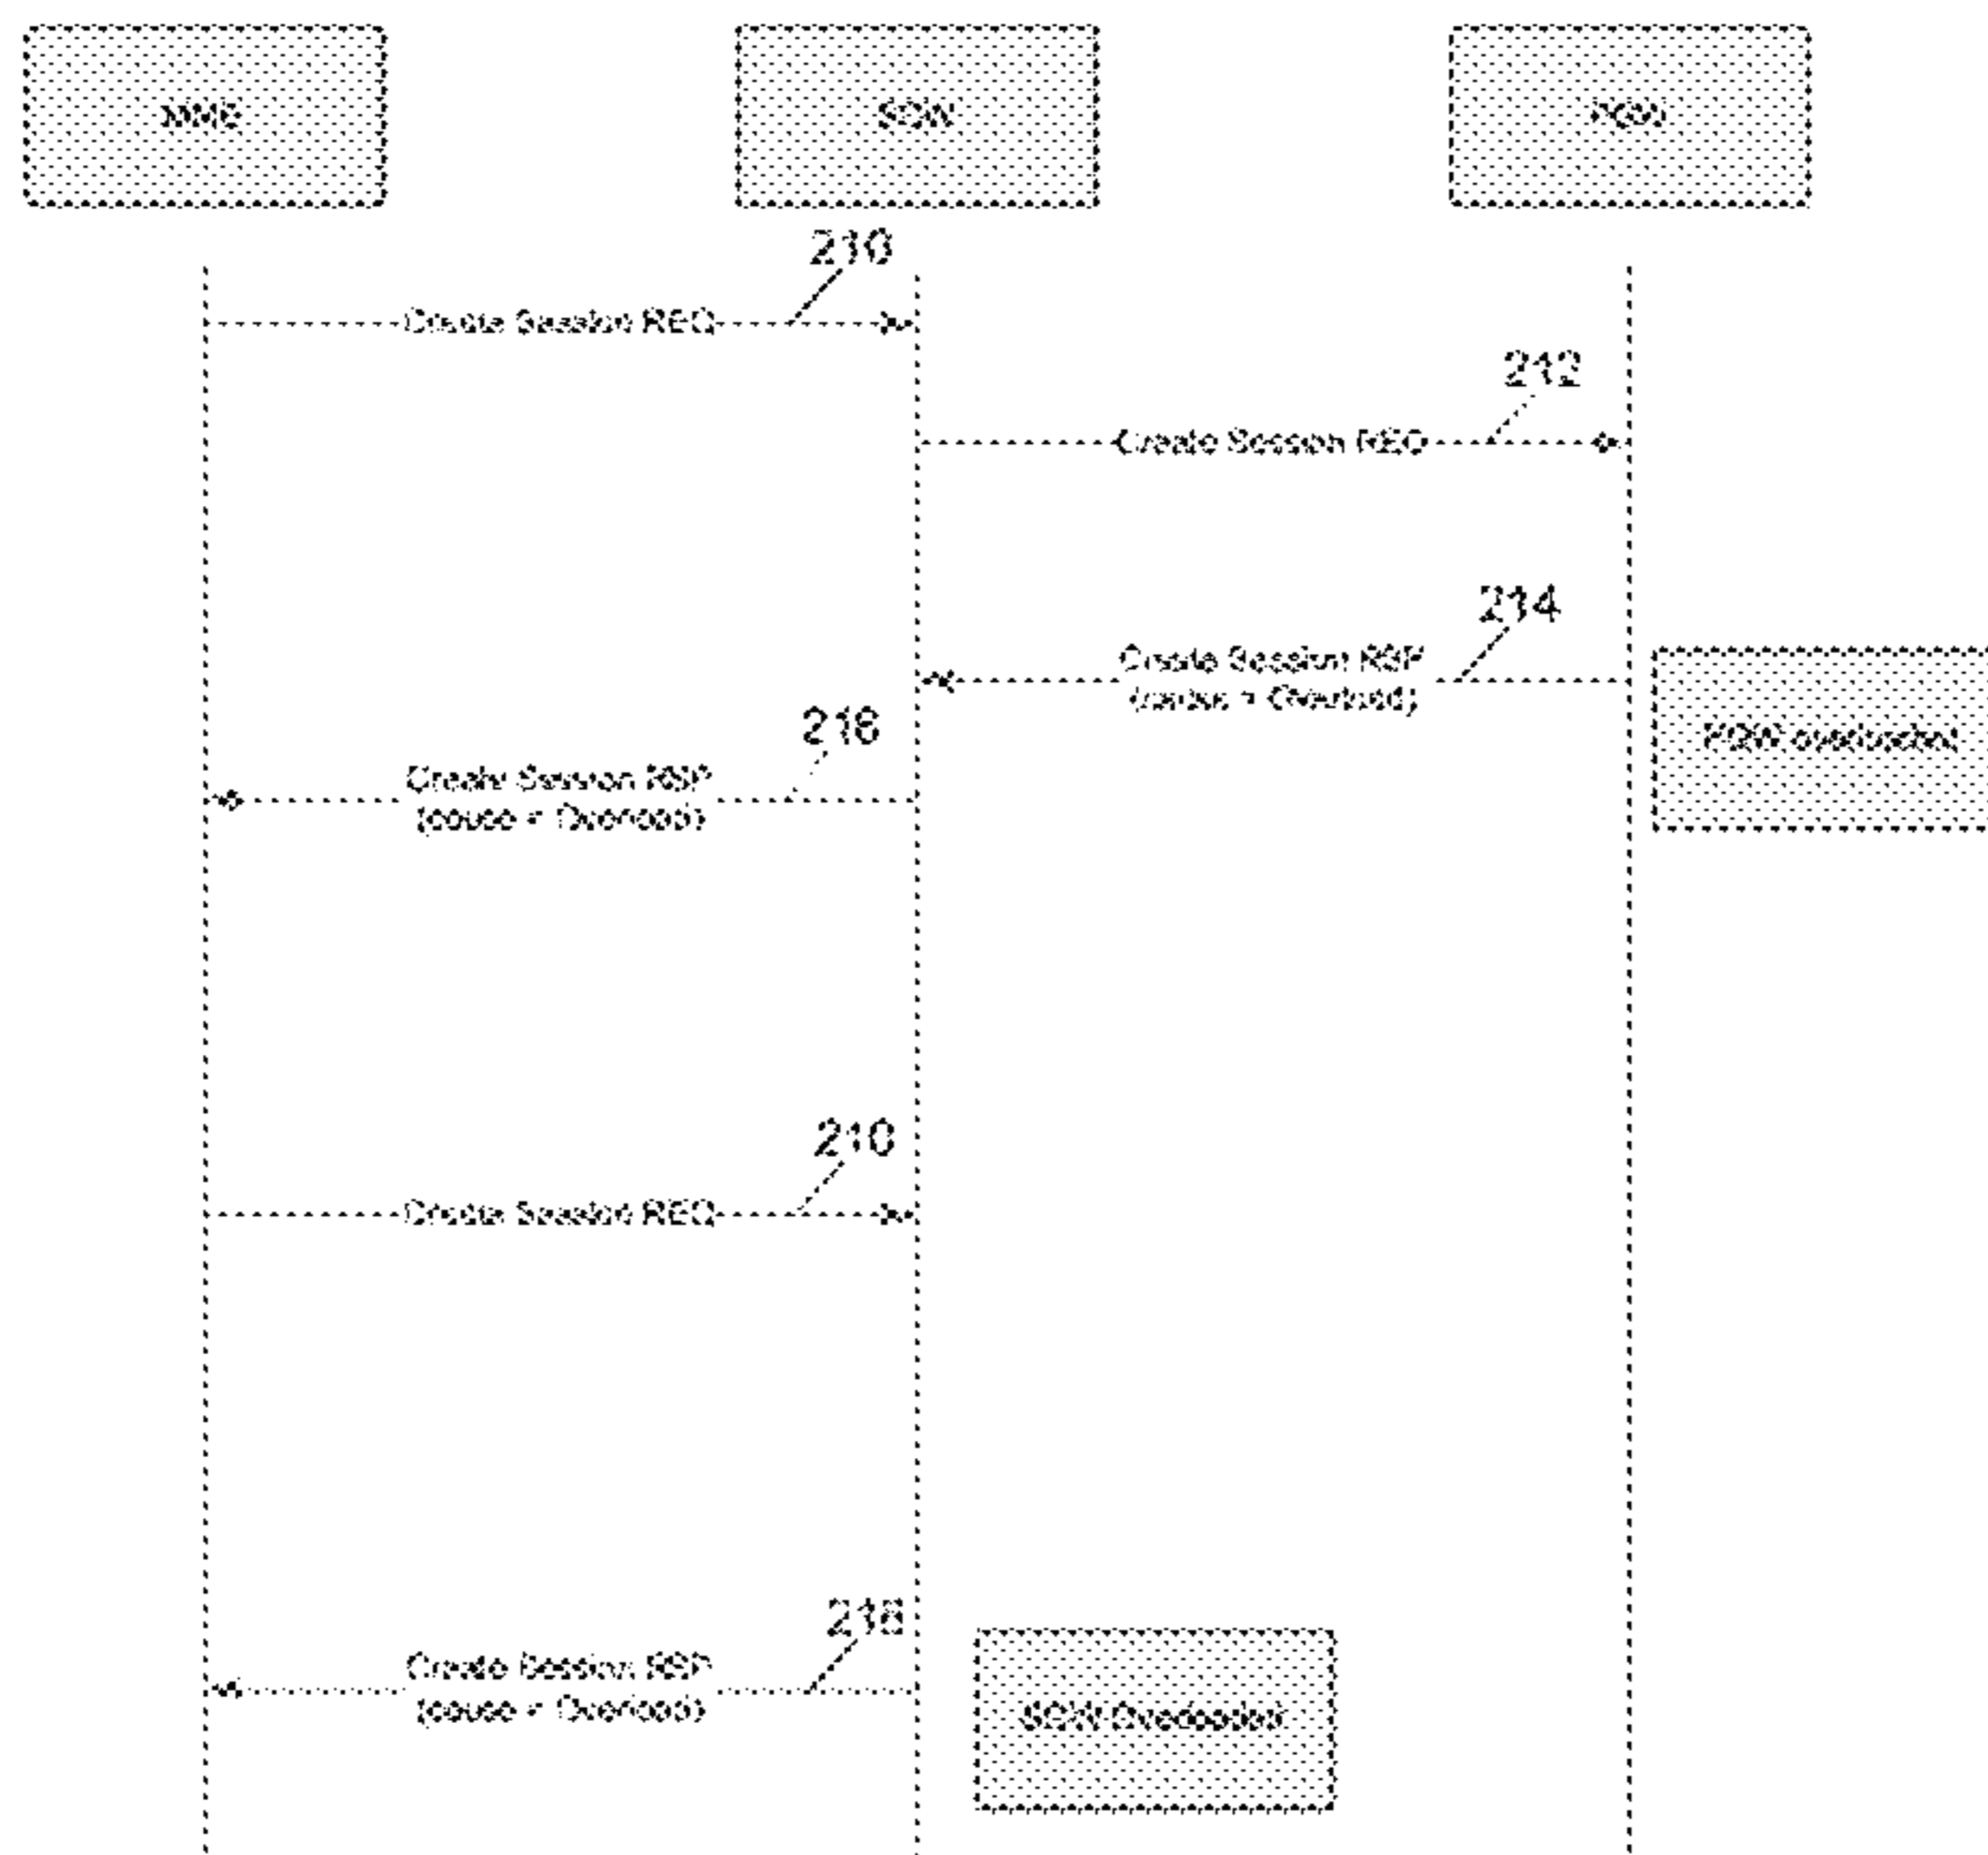 MME
SGW
PGW
210
Create Session REQ
212
Create Session REQ
214
Create Session RSP
(cause = Overload)
PGW overloaded
216
Create Session RSP
(cause = Overload)
210
Create Session REQ
216
Create Session RSP
(cause = Overload)
SGW Overloaded